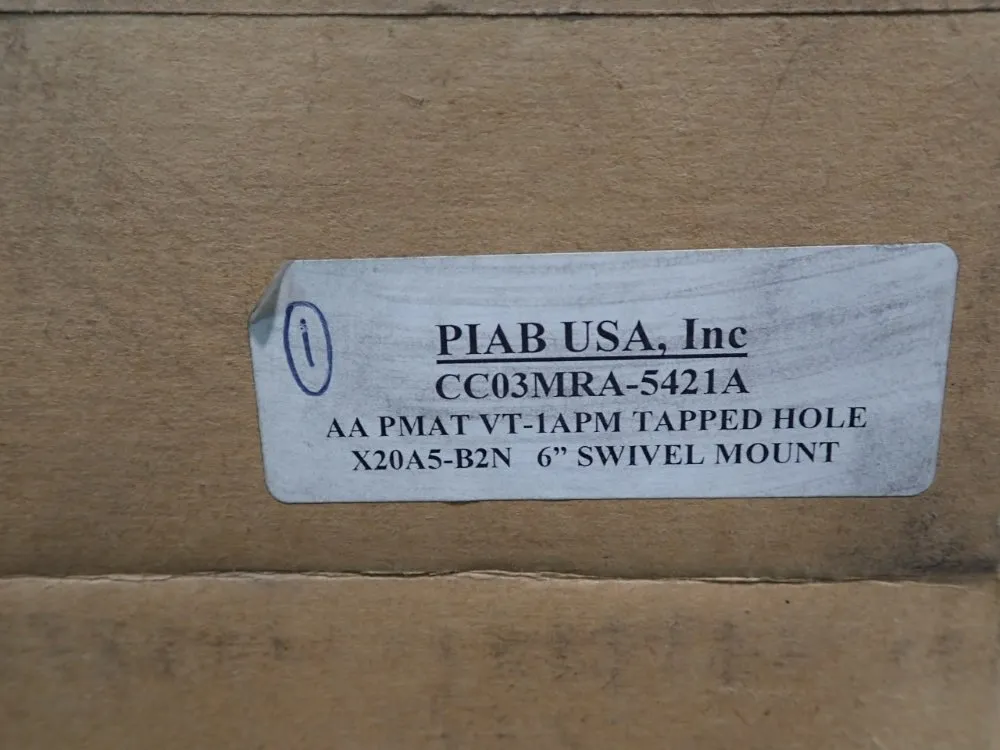 1
PIAB USA, Inc
CC03MRA-5421A
AA PMAT VT-1APM TAPPED HOLE
X20A5-B2N 6” SWIVEL MOUNT